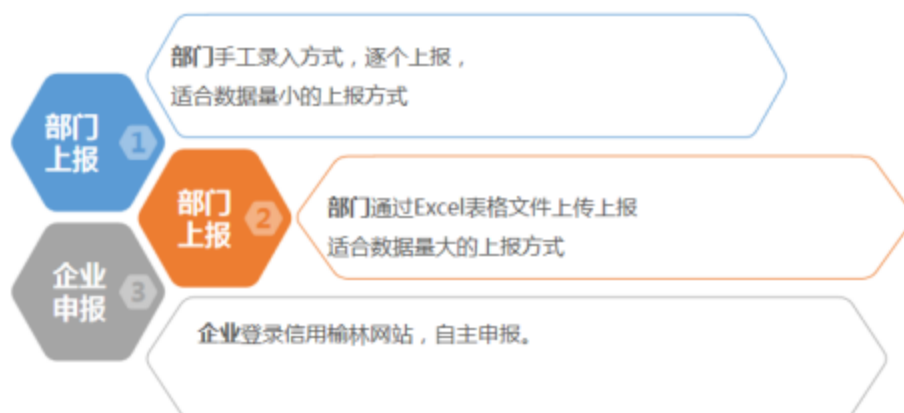 部门
上报
1
部门手工录入方式，逐个上报，
适合数据量小的上报方式
部门
上报
2
部门通过Excel表格文件上传上报
适合数据量大的上报方式
企业
申报
3
企业登录信用榆林网站，自主申报。